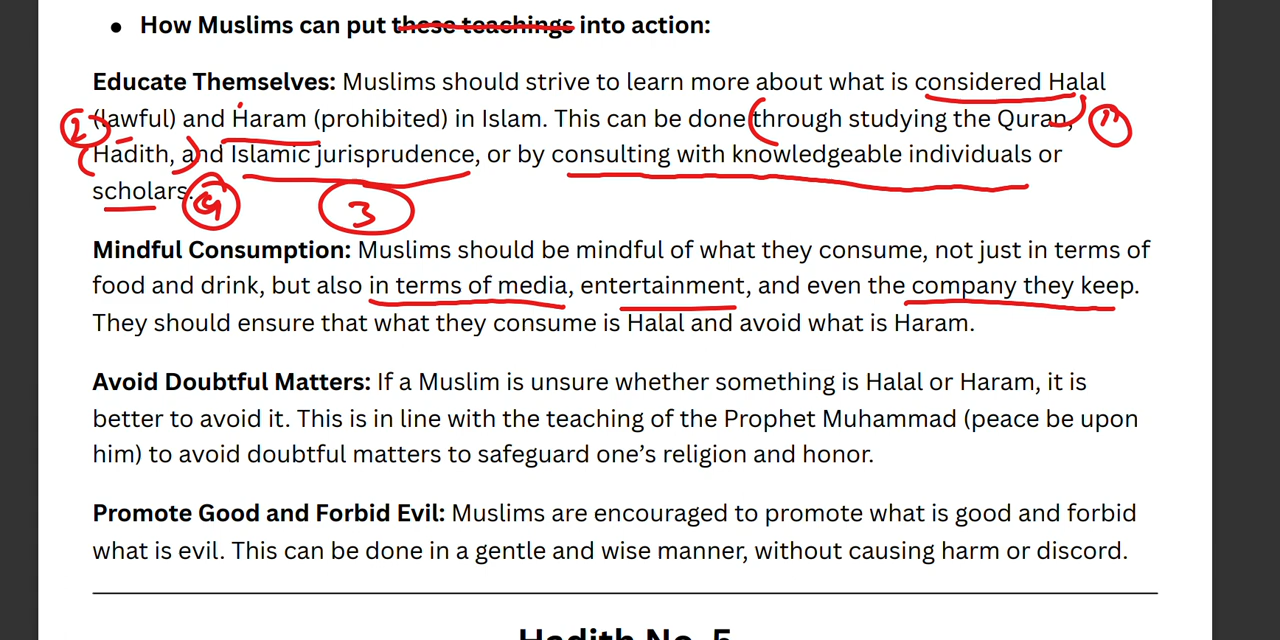 • How Muslims can put these teachings into action:
Educate Themselves: Muslims should strive to learn more about what is considered Halal
(lawful) and Haram (prohibited) in Islam. This can be done through studying the Quran,
Hadith, and Islamic jurisprudence, or by consulting with knowledgeable individuals or
scholars.
2
1
4
3
Mindful Consumption: Muslims should be mindful of what they consume, not just in terms of
food and drink, but also in terms of media, entertainment, and even the company they keep.
They should ensure that what they consume is Halal and avoid what is Haram.
Avoid Doubtful Matters: If a Muslim is unsure whether something is Halal or Haram, it is
better to avoid it. This is in line with the teaching of the Prophet Muhammad (peace be upon
him) to avoid doubtful matters to safeguard one’s religion and honor.
Promote Good and Forbid Evil: Muslims are encouraged to promote what is good and forbid
what is evil. This can be done in a gentle and wise manner, without causing harm or discord.
Hadith No. 5